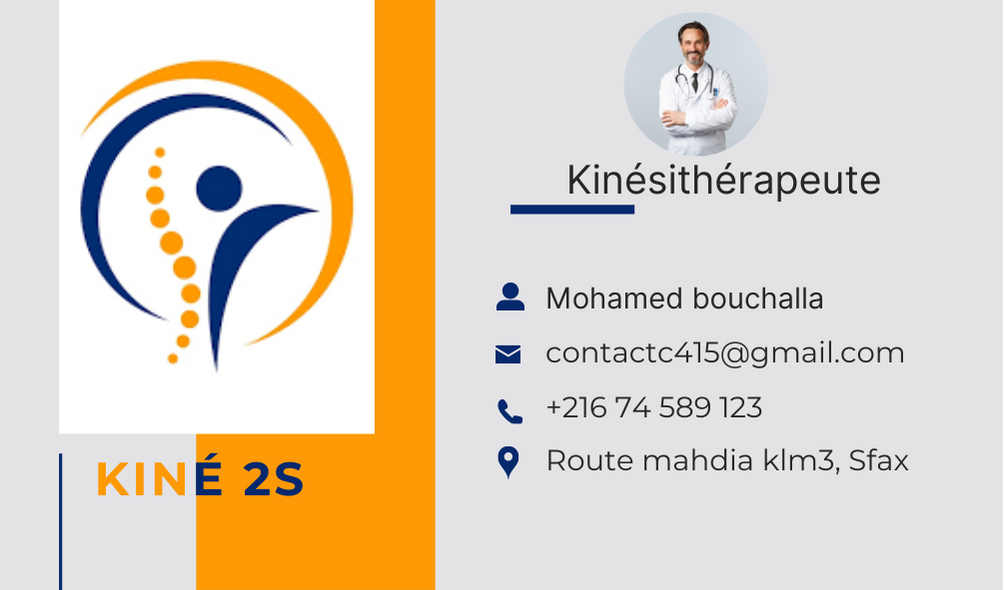 KINÉ 2S
Kinésithérapeute
Mohamed bouchalla
contactc415@gmail.com
+216 74 589 123
Route mahdia klm3, Sfax